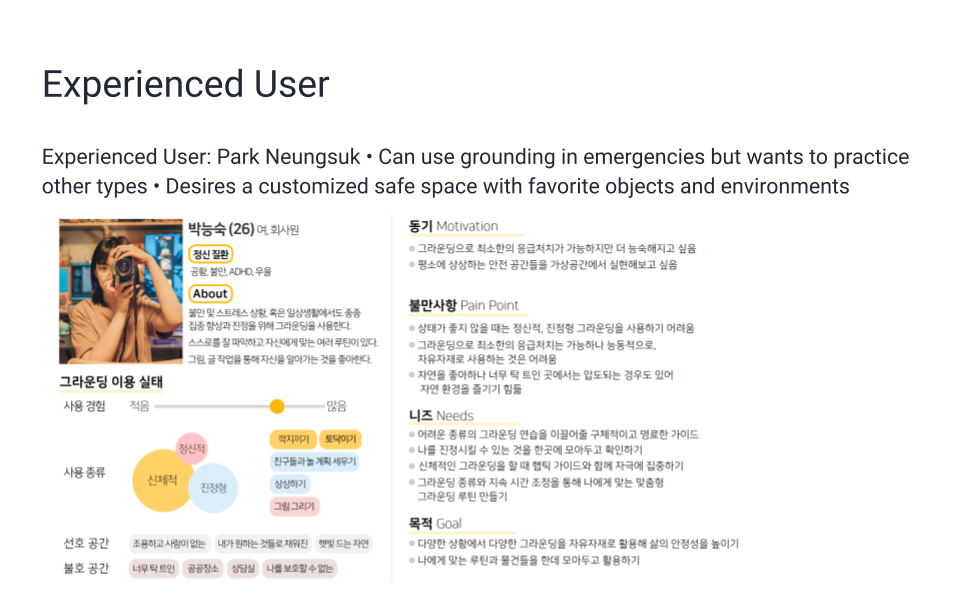 Experienced User
Experienced User: Park Neungsuk • Can use grounding in emergencies but wants to practice
other types • Desires a customized safe space with favorite objects and environments
박능숙 (26) 여, 회사원
정신 질환
공황, 불안, ADHD, 우울
About
불안 및 스트레스 상황, 혹은 일상생활에서도 종종
집중 향상과 진정을 위해 그라운딩을 사용한다.
스스로를 잘 파악하고 자신에게 맞는 여러 루틴이 있다.
그림, 글 작업을 통해 자신을 알아가는 것을 좋아한다.
그라운딩 이용 실태
사용 경험 적음 많음
사용 종류
정신적
신체적
진정형
깍지끼기 토닥이기
친구들과 놀 계획 세우기
상상하기
그림 그리기
선호 공간 조용하고 사람이 없는 내가 원하는 것들로 채워진 햇빛 드는 자연
불호 공간 너무 탁 트인 공공장소 상담실 나를 보호할 수 없는
동기 Motivation
그라운딩으로 최소한의 응급처치가 가능하지만 더 능숙해지고 싶음
평소에 상상하는 안전 공간들을 가상공간에서 실현해보고 싶음
불만사항 Pain Point
상태가 좋지 않을 때는 정신적, 진정형 그라운딩을 사용하기 어려움
그라운딩으로 최소한의 응급처치는 가능하나 능동적으로,
자유자재로 사용하는 것은 어려움
자연을 좋아하나 너무 탁 트인 곳에서는 압도되는 경우도 있어
자연 환경을 즐기기 힘듦
니즈 Needs
어려운 종류의 그라운딩 연습을 이끌어줄 구체적이고 명료한 가이드
나를 진정시킬 수 있는 것을 한곳에 모아두고 확인하기
신체적인 그라운딩을 할 때 햅틱 가이드와 함께 자극에 집중하기
그라운딩 종류와 지속 시간 조정을 통해 나에게 맞는 맞춤형
그라운딩 루틴 만들기
목적 Goal
다양한 상황에서 다양한 그라운딩을 자유자재로 활용해 삶의 안정성을 높이기
나에게 맞는 루틴과 물건들을 한데 모아두고 활용하기